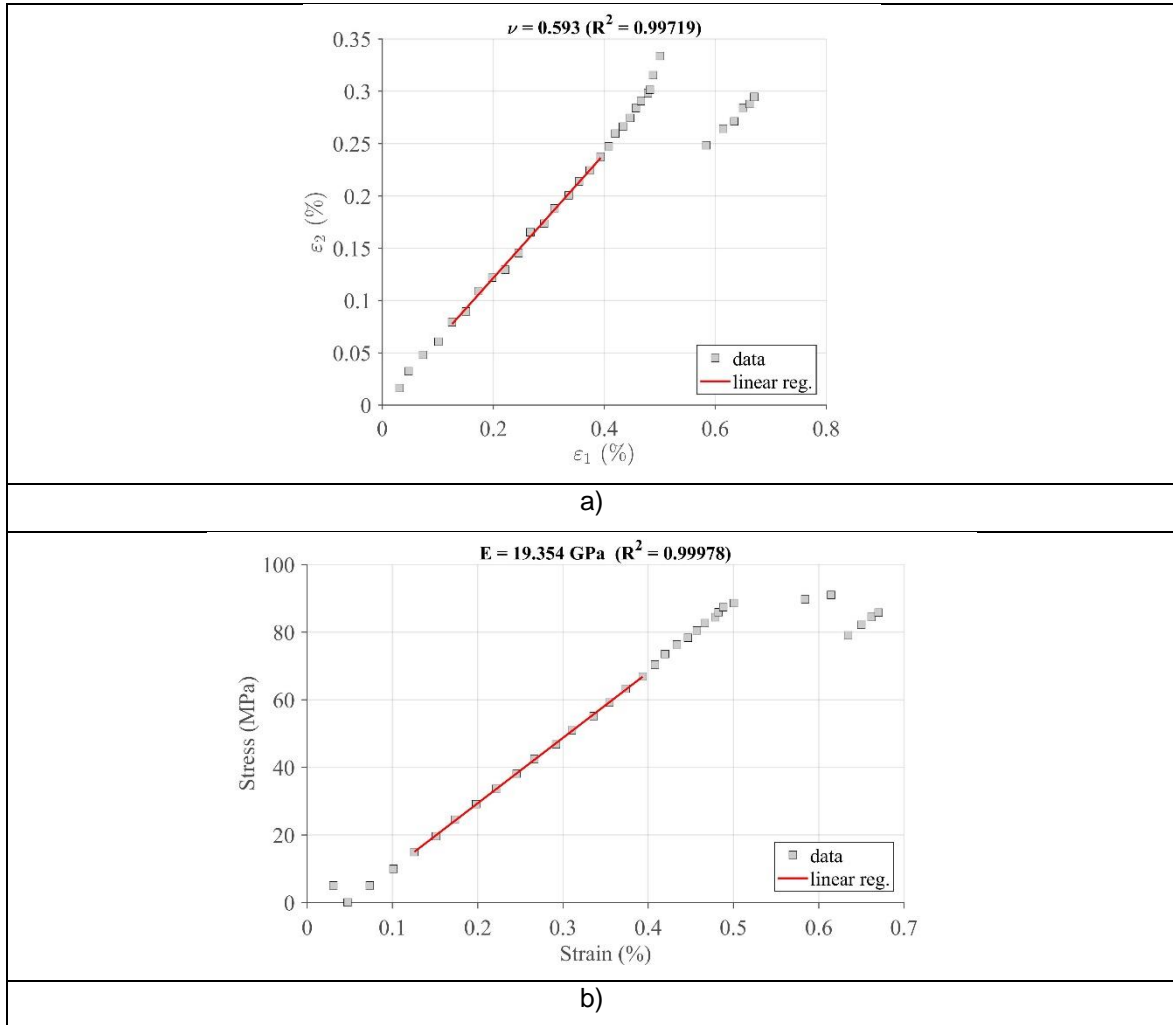 ν = 0.593 (R² = 0.99719)
0.35
0.3
0.25
0.2
0.15
0.1
0.05
0
ε₂ (%)
data
linear reg.
0 0.2 0.4 0.6 0.8
ε₁ (%)
a)
E = 19.354 GPa (R² = 0.99978)
100
80
60
40
20
0
Stress (MPa)
data
linear reg.
0 0.1 0.2 0.3 0.4 0.5 0.6 0.7
Strain (%)
b)